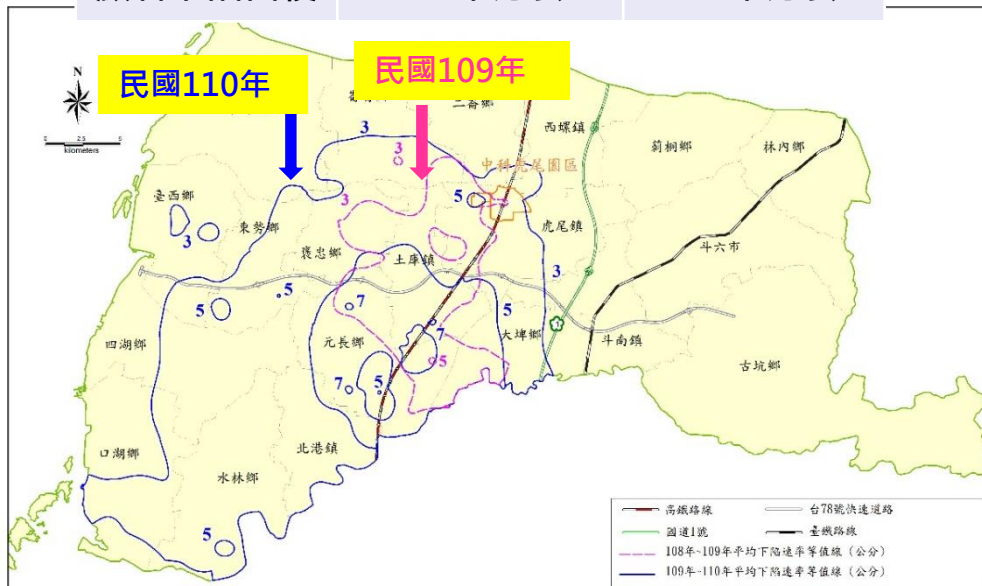 民國110年
民國109年
N
0 2.5 5
kilometers
二崙鄉
西螺鎮
莿桐鄉
林內鄉
3
3
中科虎尾園區
臺西鄉
3
5
虎尾鎮
東勢鄉
斗六市
3
褒忠鄉
土庫鎮
3
5
5
7
5
7
大埤鄉
斗南鎮
四湖鄉
元長鄉
5
古坑鄉
7
5
北港鎮
口湖鄉
水林鄉
5
高鐵路線
台78號快速道路
國道1號
臺鐵路線
108年~109年平均下陷速率等值線（公分）
109年~110年平均下陷速率等值線（公分）